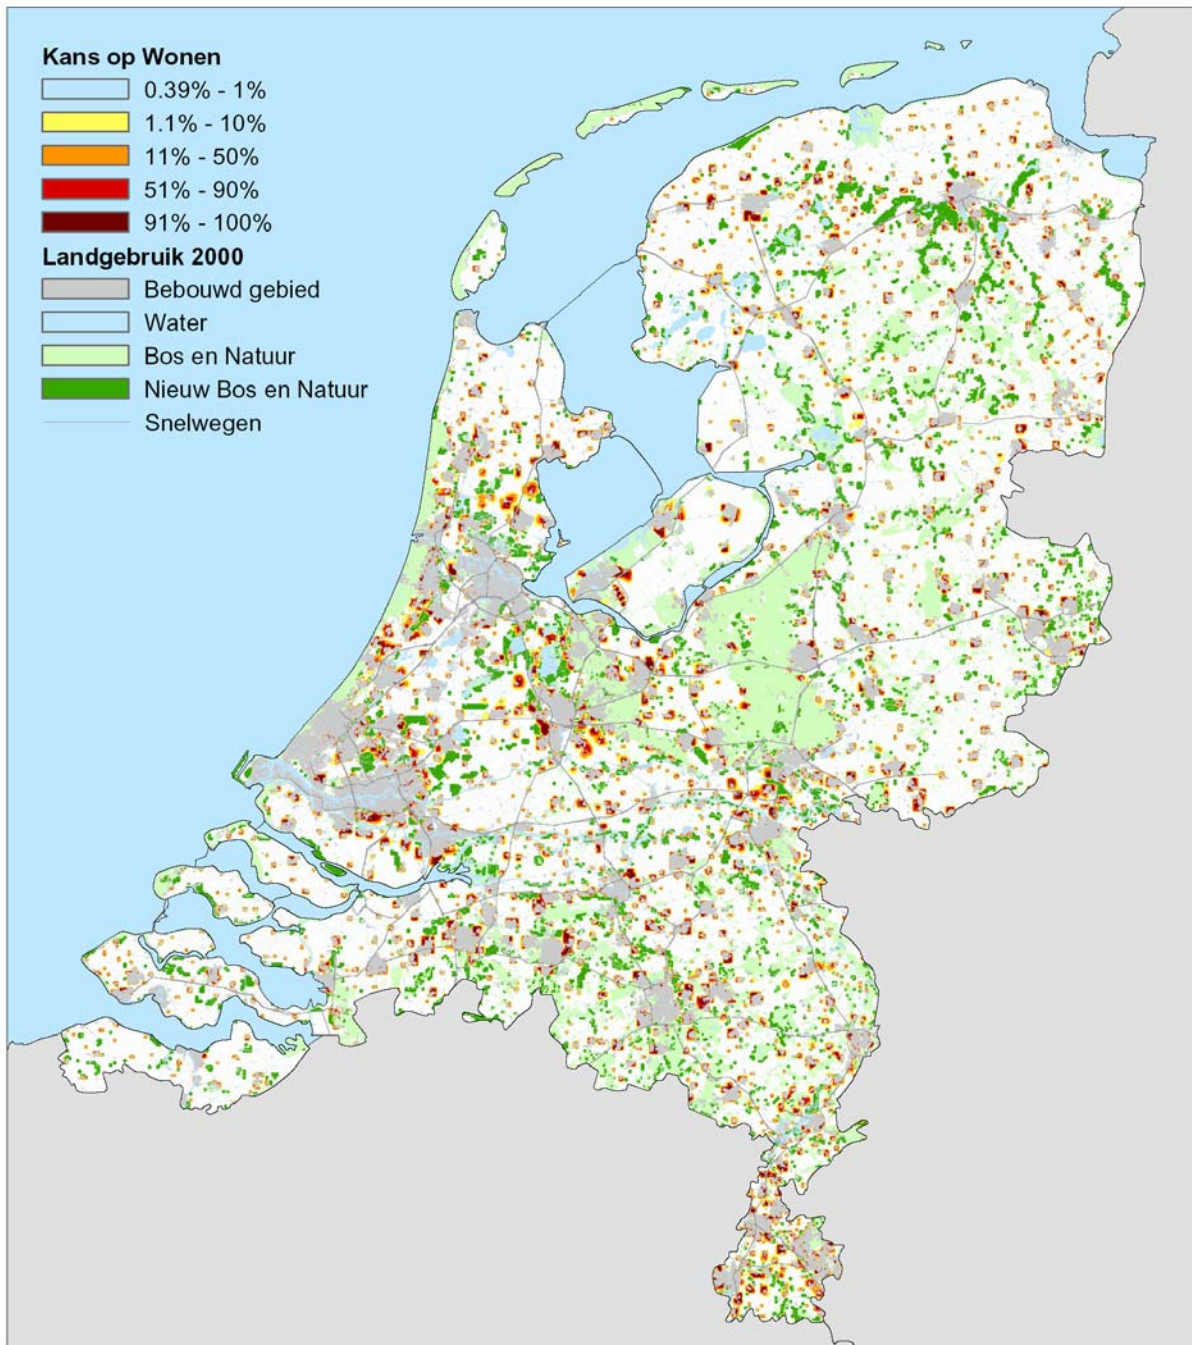 Kans op Wonen
0.39% - 1%
1.1% - 10%
11% - 50%
51% - 90%
91% - 100%
Landgebruik 2000
Bebouwd gebied
Water
Bos en Natuur
Nieuw Bos en Natuur
Snelwegen